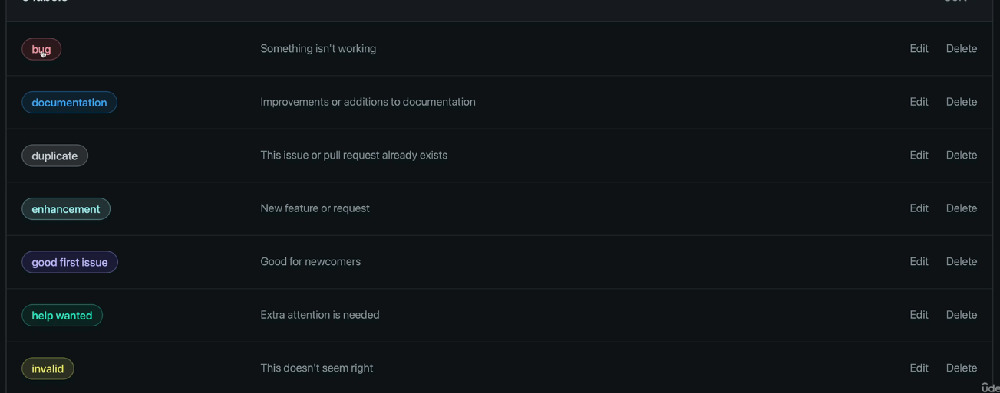 labels
bug Something isn't working Edit Delete
documentation Improvements or additions to documentation Edit Delete
duplicate This issue or pull request already exists Edit Delete
enhancement New feature or request Edit Delete
good first issue Good for newcomers Edit Delete
help wanted Extra attention is needed Edit Delete
invalid This doesn't seem right Edit Delete